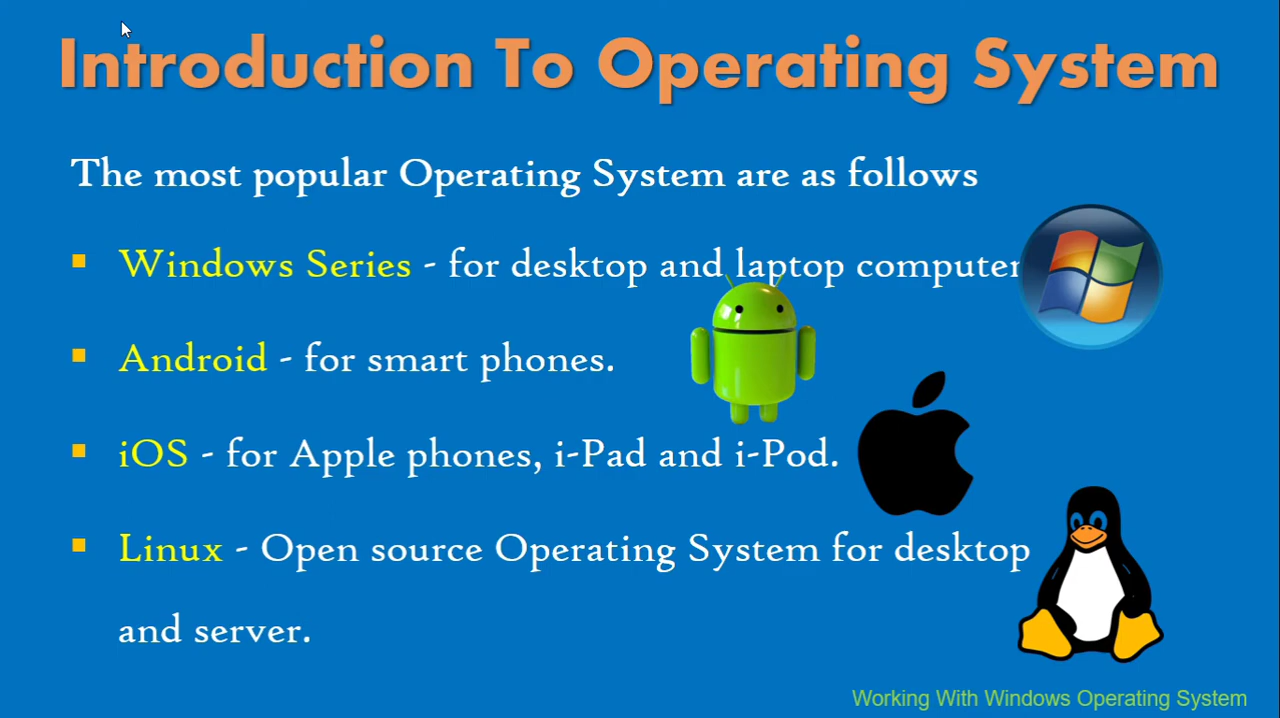 Introduction To Operating System
The most popular Operating System are as follows
Windows Series - for desktop and laptop computer
Android - for smart phones.
iOS - for Apple phones, i-Pad and i-Pod.
Linux - Open source Operating System for desktop
and server.
Working With Windows Operating System